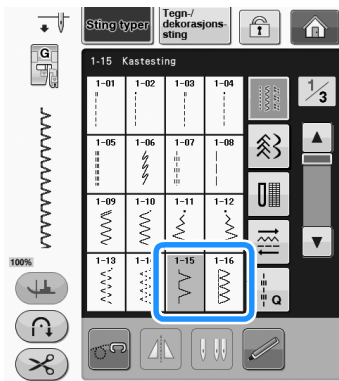 Sting typer
Tegn-/
dekorasjons-
sting
G
1-15 Kastesting
1/3
1-01 1-02 1-03 1-04
1-05 1-06 1-07 1-08
1-09 1-10 1-11 1-12
1-13 1-1 1-15 1-16
100%
Q